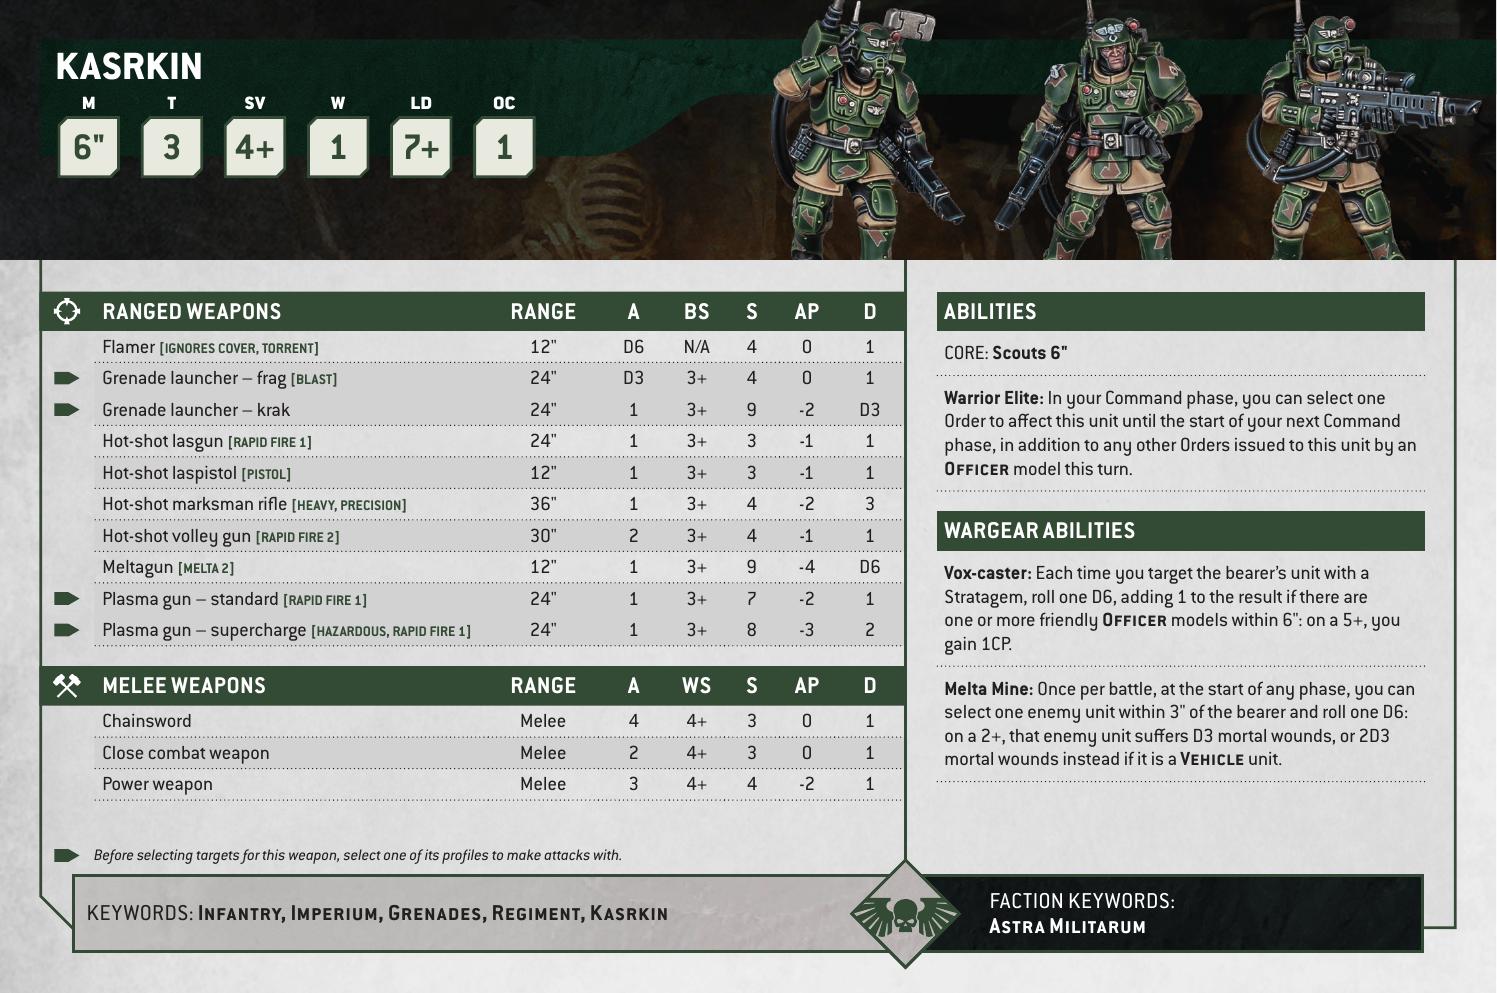 KASRKIN
M T SV W LD OC
6" 3 4+ 1 7+ 1
RANGED WEAPONS RANGE A BS S AP D
Flamer [IGNORES COVER, TORRENT] 12" D6 N/A 4 0 1
Grenade launcher – frag [BLAST] 24" D3 3+ 4 0 1
Grenade launcher – krak 24" 1 3+ 9 -2 D3
Hot-shot lasgun [RAPID FIRE 1] 24" 1 3+ 3 -1 1
Hot-shot laspistol [PISTOL] 12" 1 3+ 3 -1 1
Hot-shot marksman rifle [HEAVY, PRECISION] 36" 1 3+ 4 -2 3
Hot-shot volley gun [RAPID FIRE 2] 30" 2 3+ 4 -1 1
Meltagun [MELTA 2] 12" 1 3+ 9 -4 D6
Plasma gun – standard [RAPID FIRE 1] 24" 1 3+ 7 -2 1
Plasma gun – supercharge [HAZARDOUS, RAPID FIRE 1] 24" 1 3+ 8 -3 2
MELEE WEAPONS RANGE A WS S AP D
Chainsword Melee 4 4+ 3 0 1
Close combat weapon Melee 2 4+ 3 0 1
Power weapon Melee 3 4+ 4 -2 1
Before selecting targets for this weapon, select one of its profiles to make attacks with.
ABILITIES
CORE: Scouts 6"
Warrior Elite: In your Command phase, you can select one
Order to affect this unit until the start of your next Command
phase, in addition to any other Orders issued to this unit by an
OFFICER model this turn.
WARGEAR ABILITIES
Vox-caster: Each time you target the bearer's unit with a
Stratagem, roll one D6, adding 1 to the result if there are
one or more friendly OFFICER models within 6": on a 5+, you
gain 1CP.
Melta Mine: Once per battle, at the start of any phase, you can
select one enemy unit within 3" of the bearer and roll one D6:
on a 2+, that enemy unit suffers D3 mortal wounds, or 2D3
mortal wounds instead if it is a VEHICLE unit.
KEYWORDS: INFANTRY, IMPERIUM, GRENADES, REGIMENT, KASRKIN
FACTION KEYWORDS:
ASTRA MILITARUM